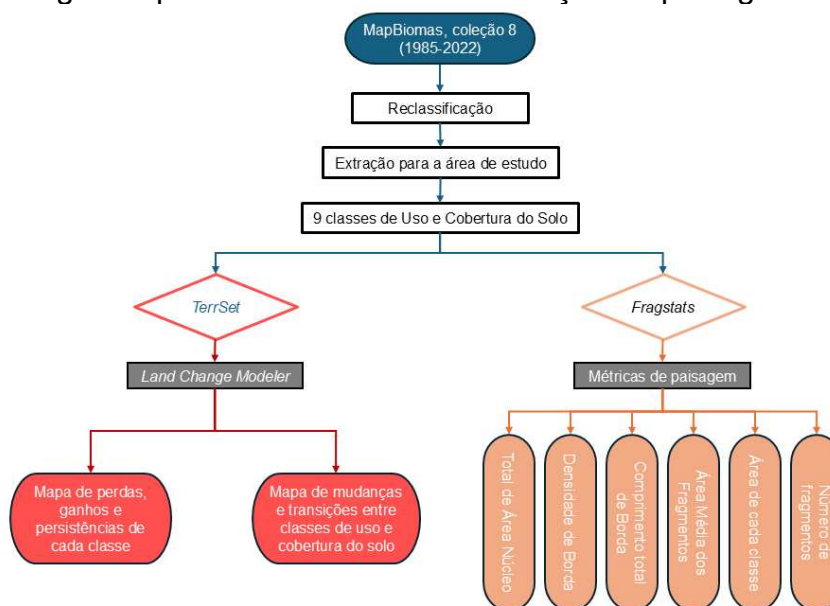 MapBiomas, coleção 8
(1985-2022)
Reclassificação
Extração para a área de estudo
9 classes de Uso e Cobertura do Solo
TerrSet
Fragstats
Land Change Modeler
Métricas de paisagem
Mapa de perdas,
ganhos e
persistências de
cada classe
Mapa de mudanças
e transições entre
classes de uso e
cobertura do solo
Total de Área Núcleo
Densidade de Borda
Comprimento total
de Borda
Área Média dos
Fragmentos
Área de cada classe
Número de
fragmentos